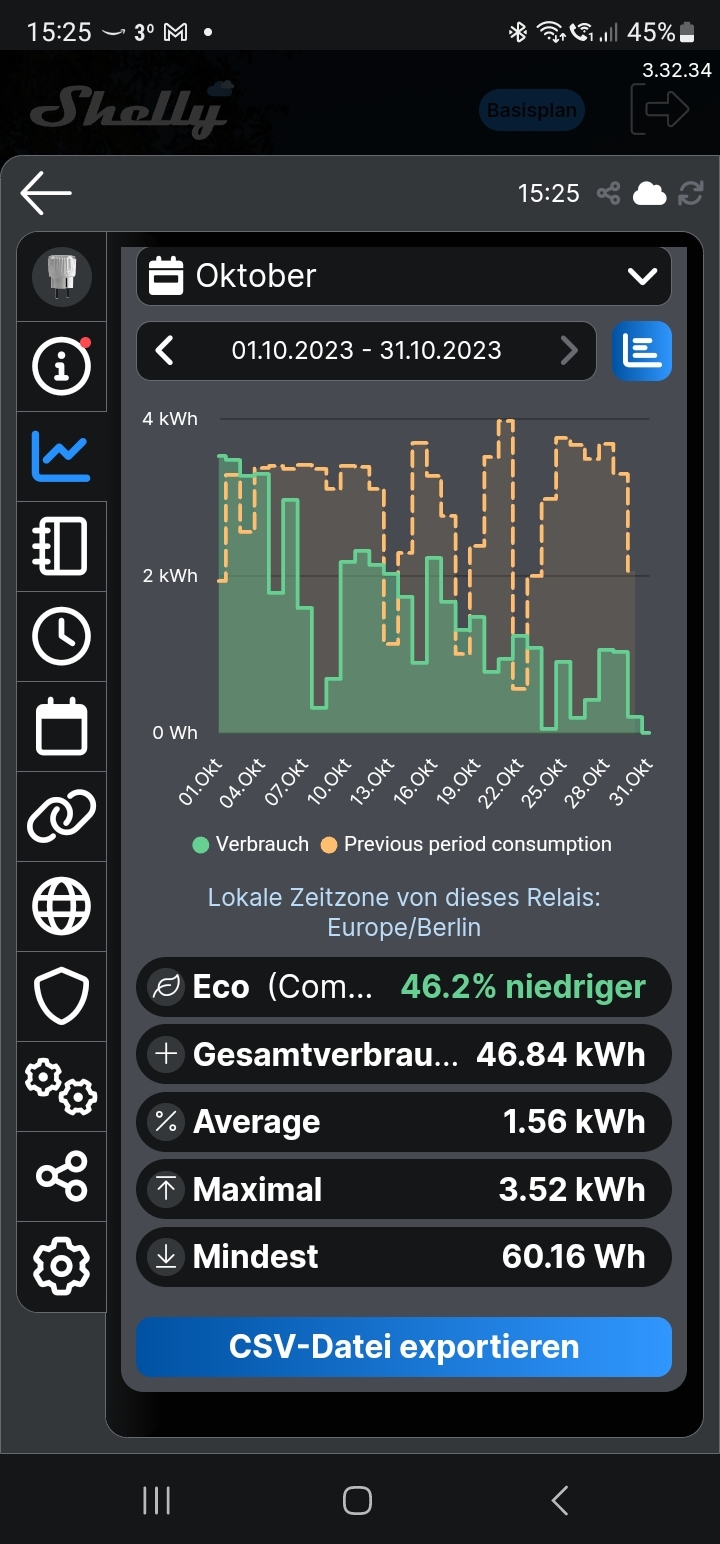 15:25 3° 45%
3.32.34
Shelly Basisplan
15:25
Oktober
01.10.2023 - 31.10.2023
4 kWh
2 kWh
0 Wh
01.Okt 04.Okt 07.Okt 10.Okt 13.Okt 16.Okt 19.Okt 22.Okt 25.Okt 28.Okt 31.Okt
Verbrauch Previous period consumption
Lokale Zeitzone von dieses Relais:
Europe/Berlin
Eco (Com... 46.2% niedriger
Gesamtverbrau... 46.84 kWh
Average 1.56 kWh
Maximal 3.52 kWh
Mindest 60.16 Wh
CSV-Datei exportieren